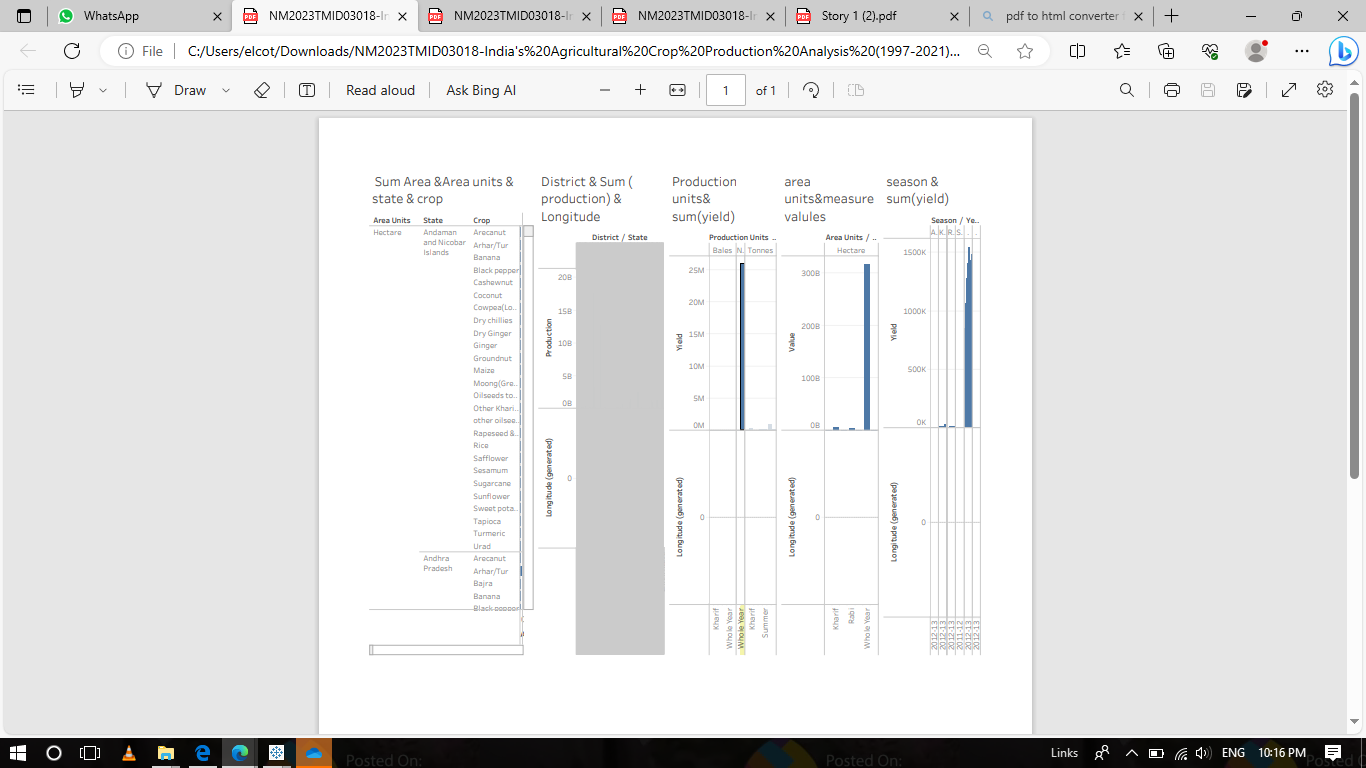 WhatsApp
NM2023TMID03018-I
NM2023TMID03018-I
NM2023TMID03018-I
Story 1 (2).pdf
pdf to html converter
File
C:/Users/elcot/Downloads/NM2023TMID03018-India's%20Agricultural%20Crop%20Production%20Analysis%20(1997-2021)...
Draw
Read aloud
Ask Bing AI
1 of 1
Sum Area &Area units &
state & crop
Area Units State Crop
Hectare
Andaman
and Nicobar
Islands
Arecanut
Arhar/Tur
Banana
Black pepper
Cashewnut
Coconut
Cowpea(Lo..
Dry chillies
Dry Ginger
Ginger
Groundnut
Maize
Moong(Gre..
Oilseeds to..
Other Khari..
other oilsee..
Rapeseed &..
Rice
Safflower
Sesamum
Sugarcane
Sunflower
Sweet pota..
Tapioca
Turmeric
Urad
Andhra
Pradesh
Arecanut
Arhar/Tur
Bajra
Banana
Black pepper
District & Sum (
production) &
Longitude
District / State
20B
15B
10B
5B
0B
Production
0
Longitude (generated)
Production
units&
sum(yield)
Production Units ..
Bales N. Tonnes
25M
20M
15M
10M
5M
0M
Yield
0
Longitude (generated)
Kharif
Whole Year
Whole Year
Kharif
Summer
area
units&measure
valules
Area Units / ..
Hectare
300B
200B
100B
0B
Value
0
Longitude (generated)
Kharif
Rabi
Whole Year
season &
sum(yield)
Season / Ye..
A. K. R. S. . .
1500K
1000K
500K
0K
Yield
0
Longitude (generated)
2012-13
2012-13
2012-13
2011-12
2012-13
2012-13
Links
ENG
10:16 PM
Posted On:
Posted On:
Posted